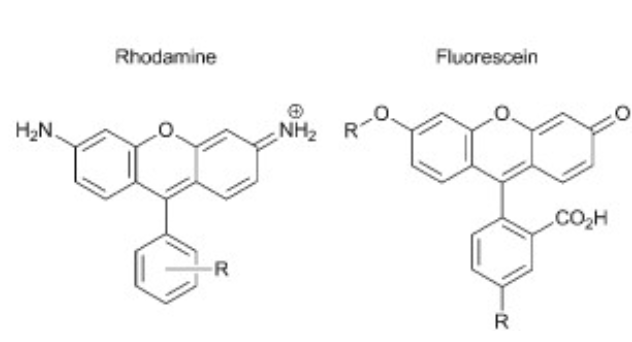 Rhodamine
Fluorescein
H₂N
O
⊕
NH₂
R
R
O
O
O
CO₂H
R